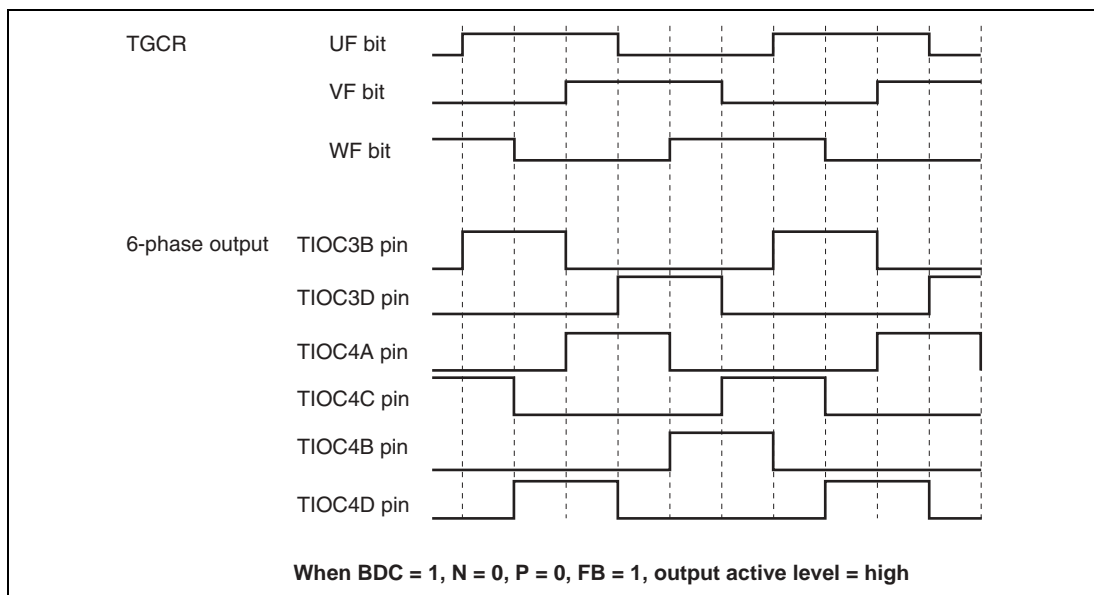 TGCR UF bit
VF bit
WF bit
6-phase output TIOC3B pin
TIOC3D pin
TIOC4A pin
TIOC4C pin
TIOC4B pin
TIOC4D pin
When BDC = 1, N = 0, P = 0, FB = 1, output active level = high